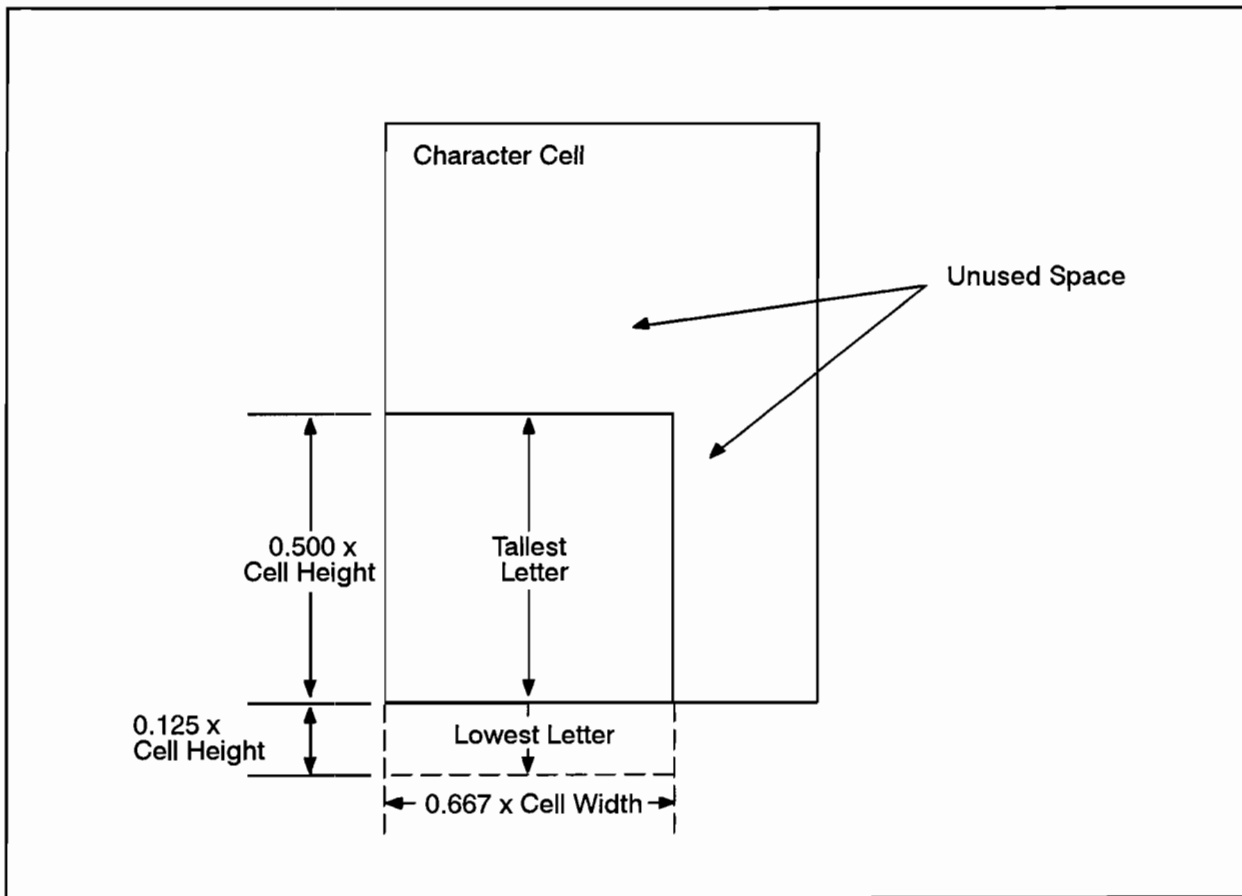 Character Cell
Unused Space
0.500 x
Cell Height
Tallest
Letter
0.125 x
Cell Height
Lowest Letter
0.667 x Cell Width